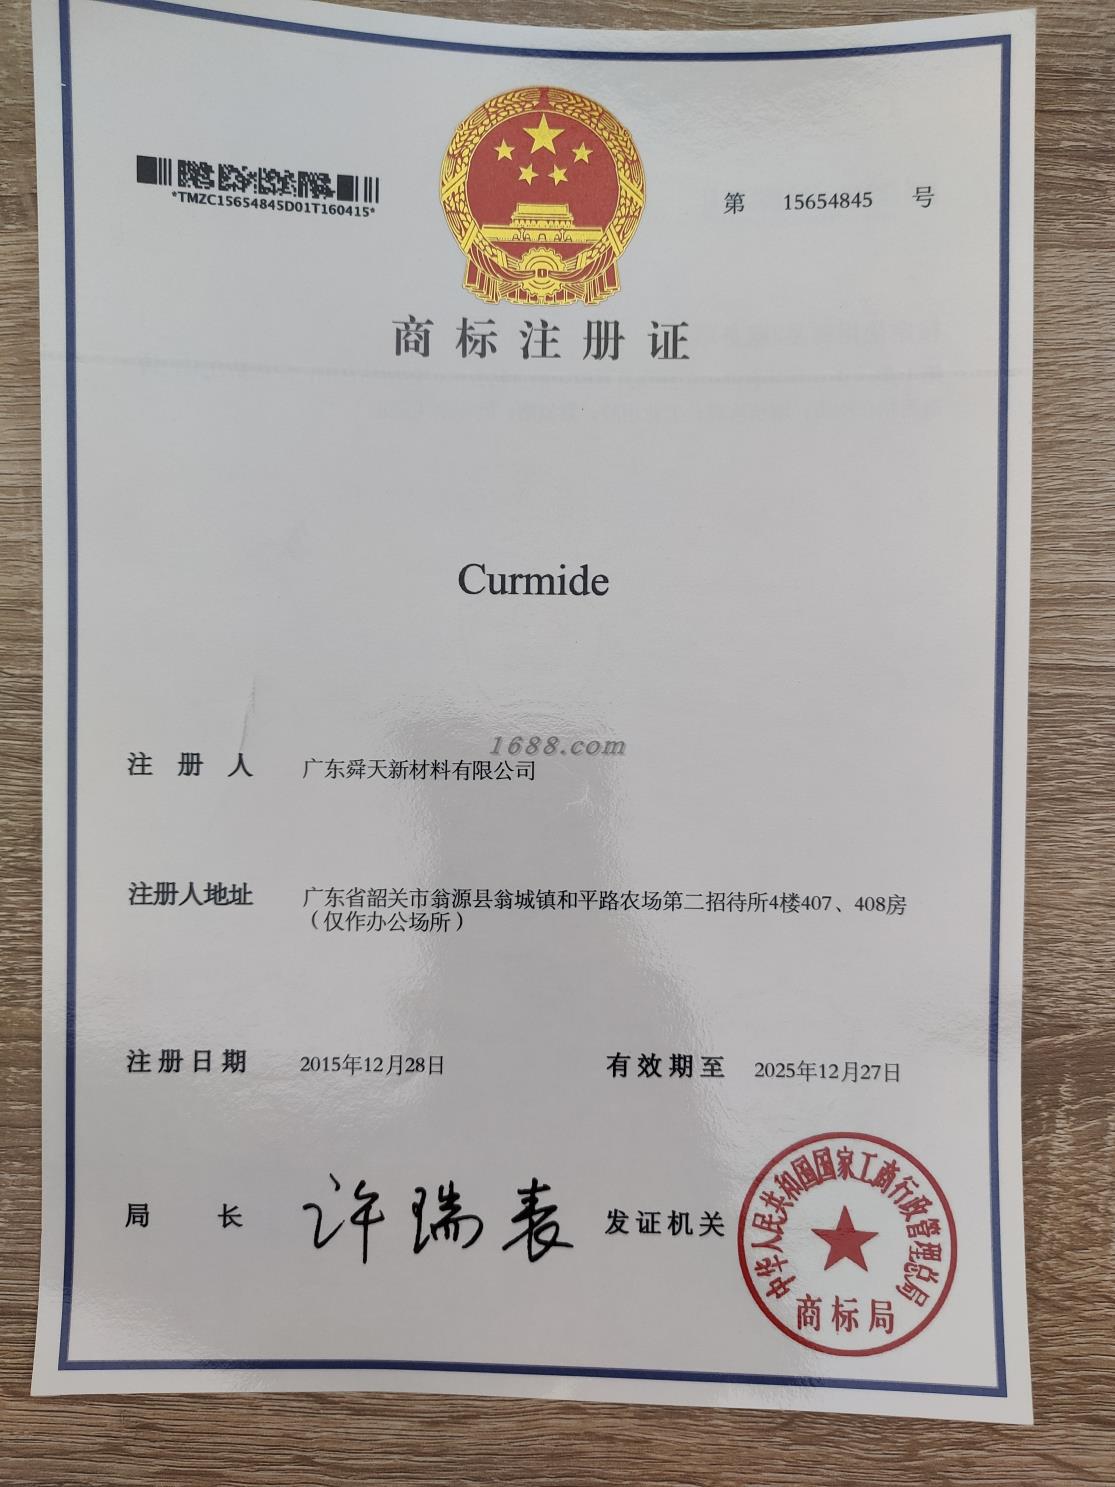 *TMZC15654845D01T160415*
第 15654845 号
商标注册证
Curmide
1688.com
注册人 广东舜天新材料有限公司
注册人地址 广东省韶关市翁源县翁城镇和平路农场第二招待所4楼407、408房
（仅作办公场所）
注册日期 2015年12月28日 有效期至 2025年12月27日
局长 许瑞表 发证机关
中华人民共和国国家工商行政管理总局
商标局